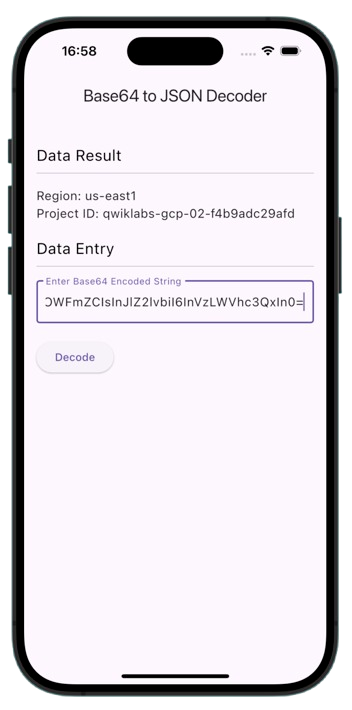 16:58
Base64 to JSON Decoder
Data Result
Region: us-east1
Project ID: qwiklabs-gcp-02-f4b9adc29afd
Data Entry
Enter Base64 Encoded String
OWFmZCIsInJlZ2lvbiI6InVzLWVhc3QxIn0=
Decode